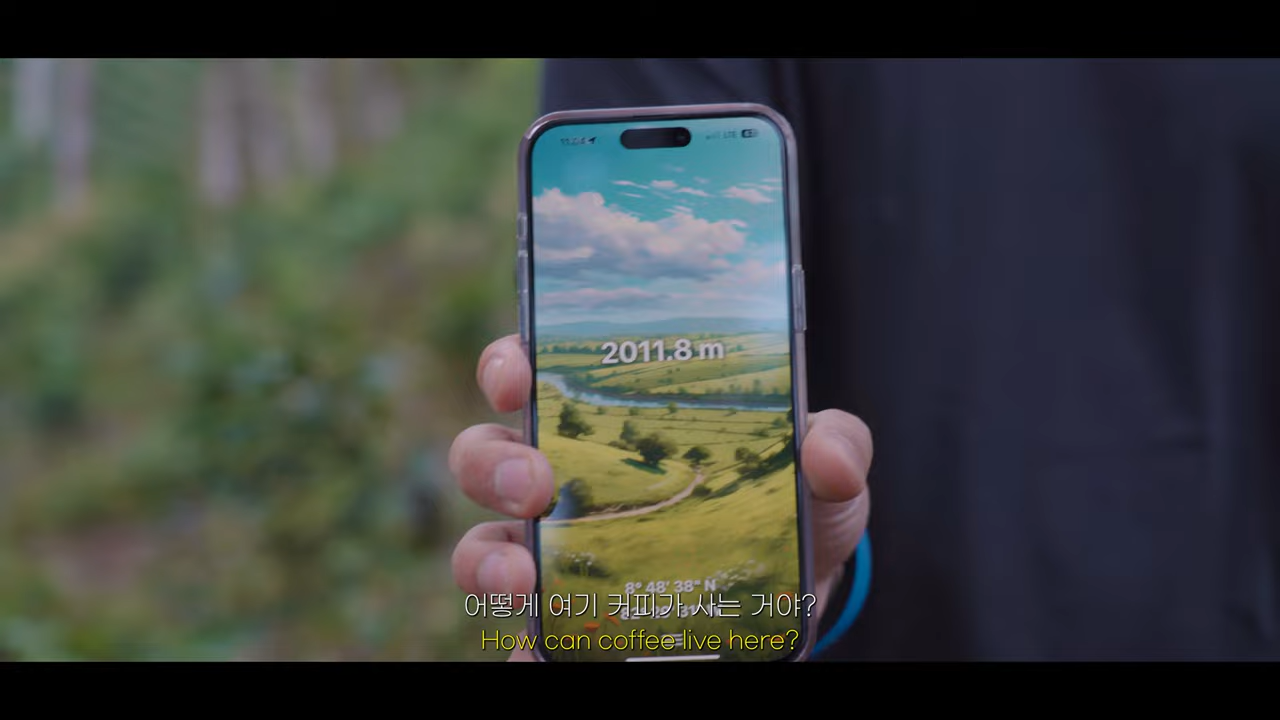 LTE
2011.8 m
8° 48' 38" N
어떻게 여기 커피가 사는 거야?
How can coffee live here?